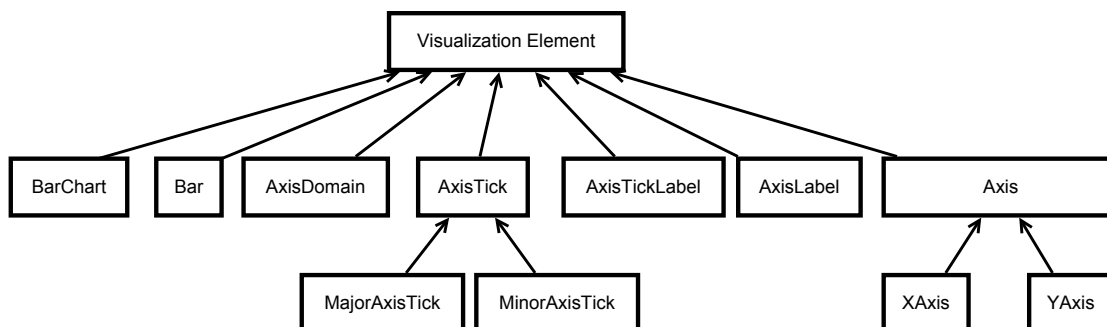 Visualization Element
BarChart
Bar
AxisDomain
AxisTick
AxisTickLabel
AxisLabel
Axis
MajorAxisTick
MinorAxisTick
XAxis
YAxis